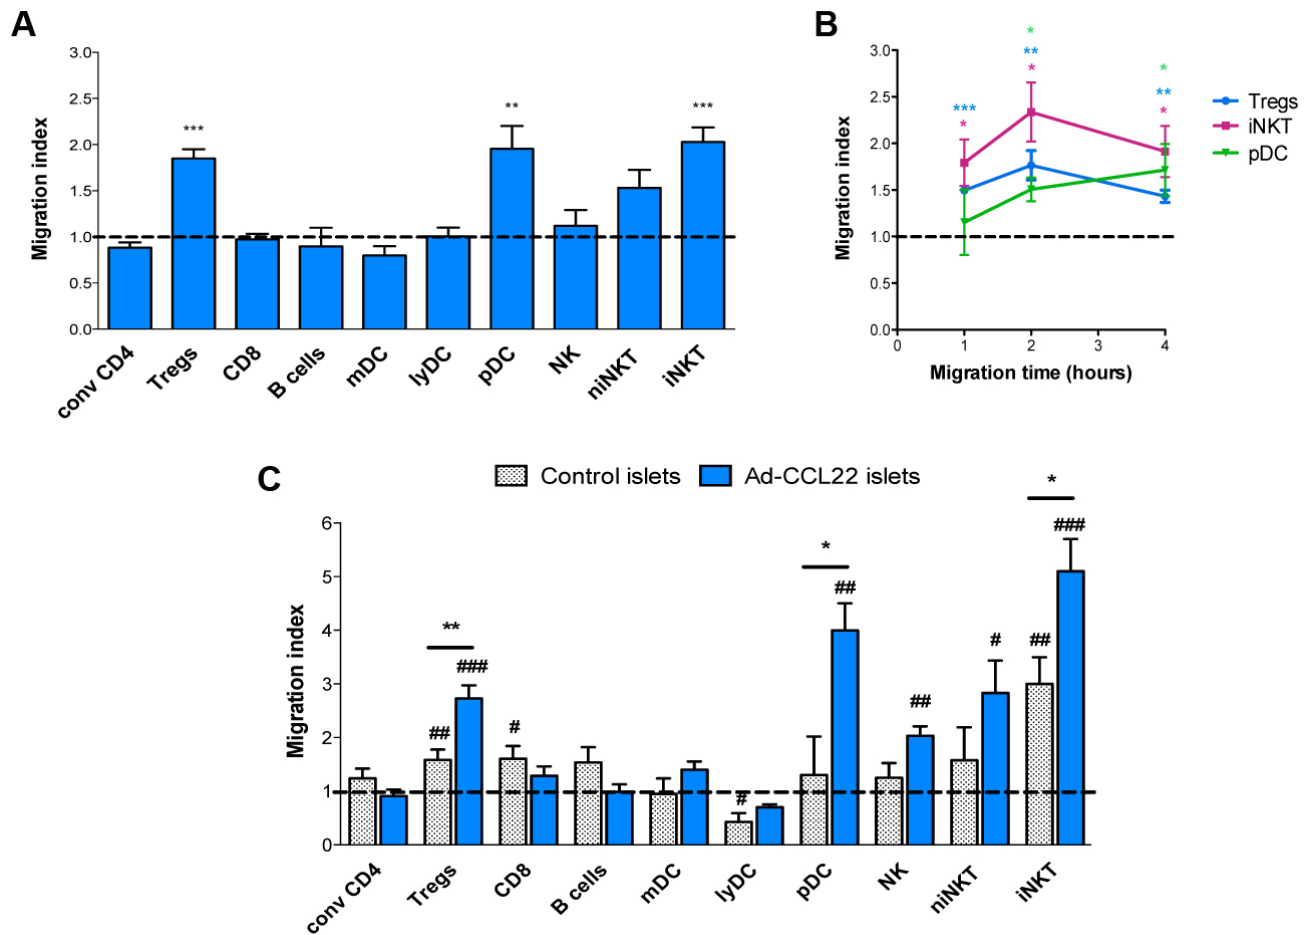 A
Migration index
3.0
2.5
2.0
1.5
1.0
0.5
0.0
***
**
***
conv CD4
Tregs
CD8
B cells
mDC
lyDC
pDC
NK
niNKT
iNKT
B
Migration index
3.0
2.5
2.0
1.5
1.0
0.5
0.0
***
*
*
**
*
*
**
*
0
1
2
3
4
Migration time (hours)
Tregs
iNKT
pDC
C
Control islets
Ad-CCL22 islets
Migration index
6
5
4
3
2
1
0
**
##
###
#
#
*
##
##
#
*
##
###
conv CD4
Tregs
CD8
B cells
mDC
lyDC
pDC
NK
niNKT
iNKT